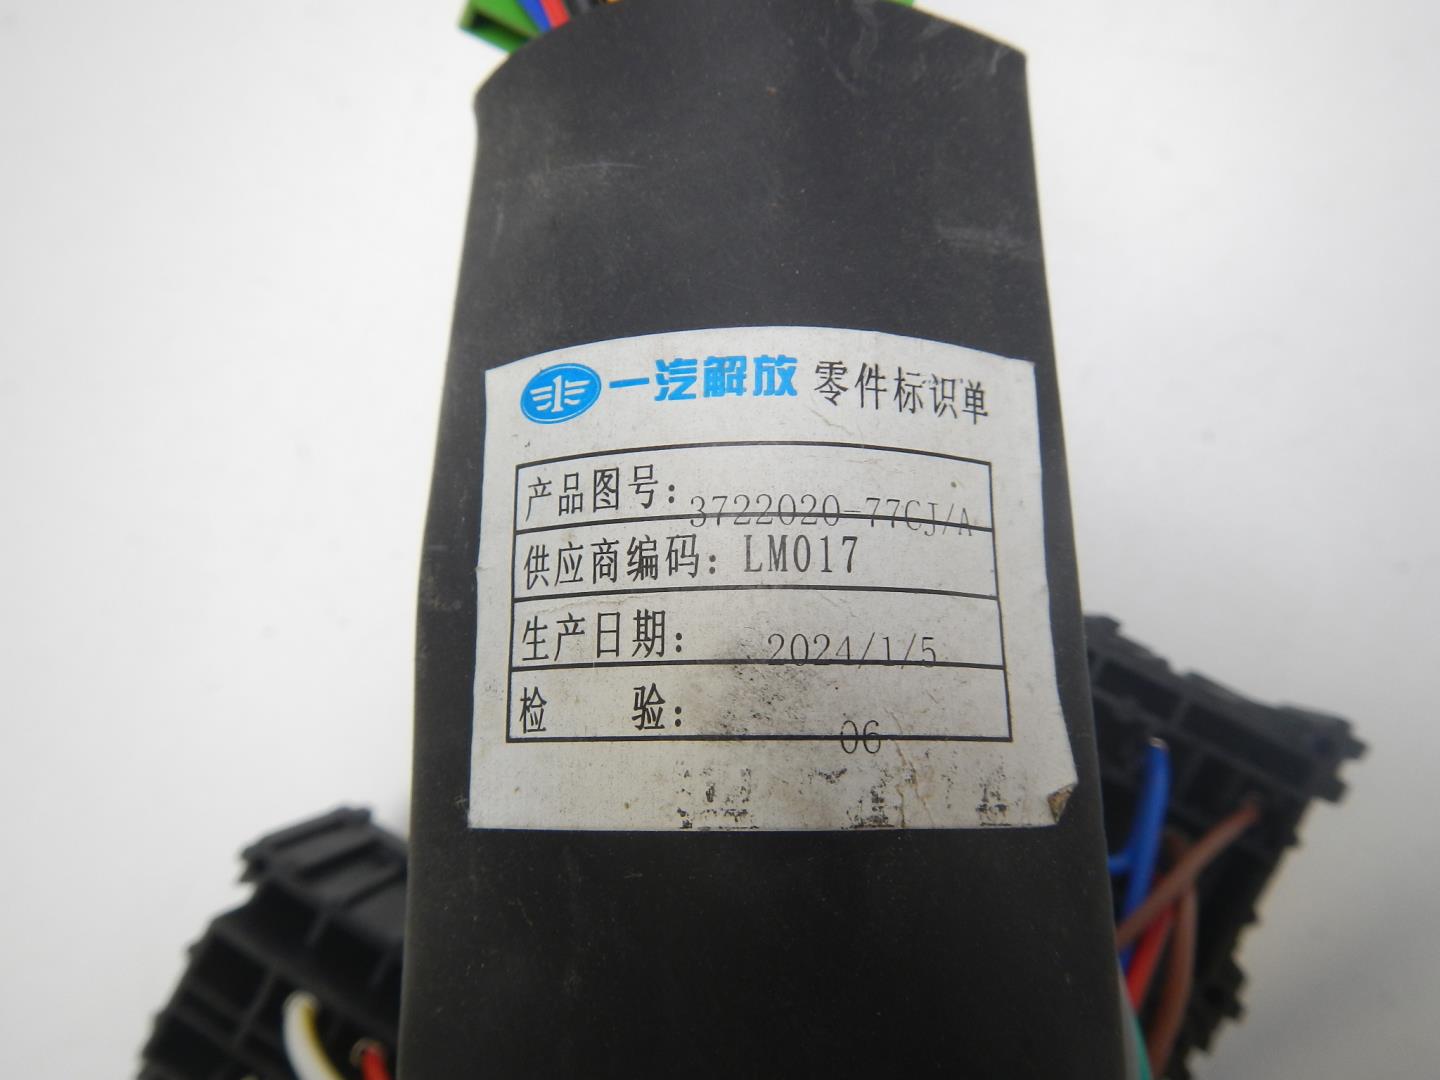 一汽解放 零件标识单
产品图号: 3722020-77CJ/A
供应商编码: LM017
生产日期: 2024/1/5
检 验: 06